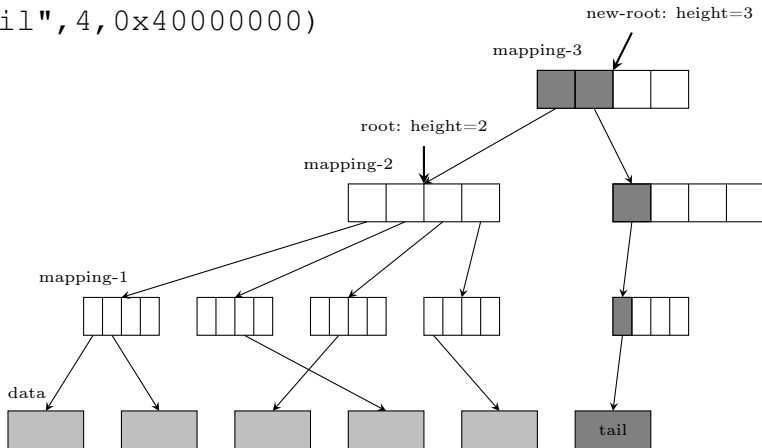 il",4,0x40000000)
new-root: height=3
mapping-3
root: height=2
mapping-2
mapping-1
data
tail